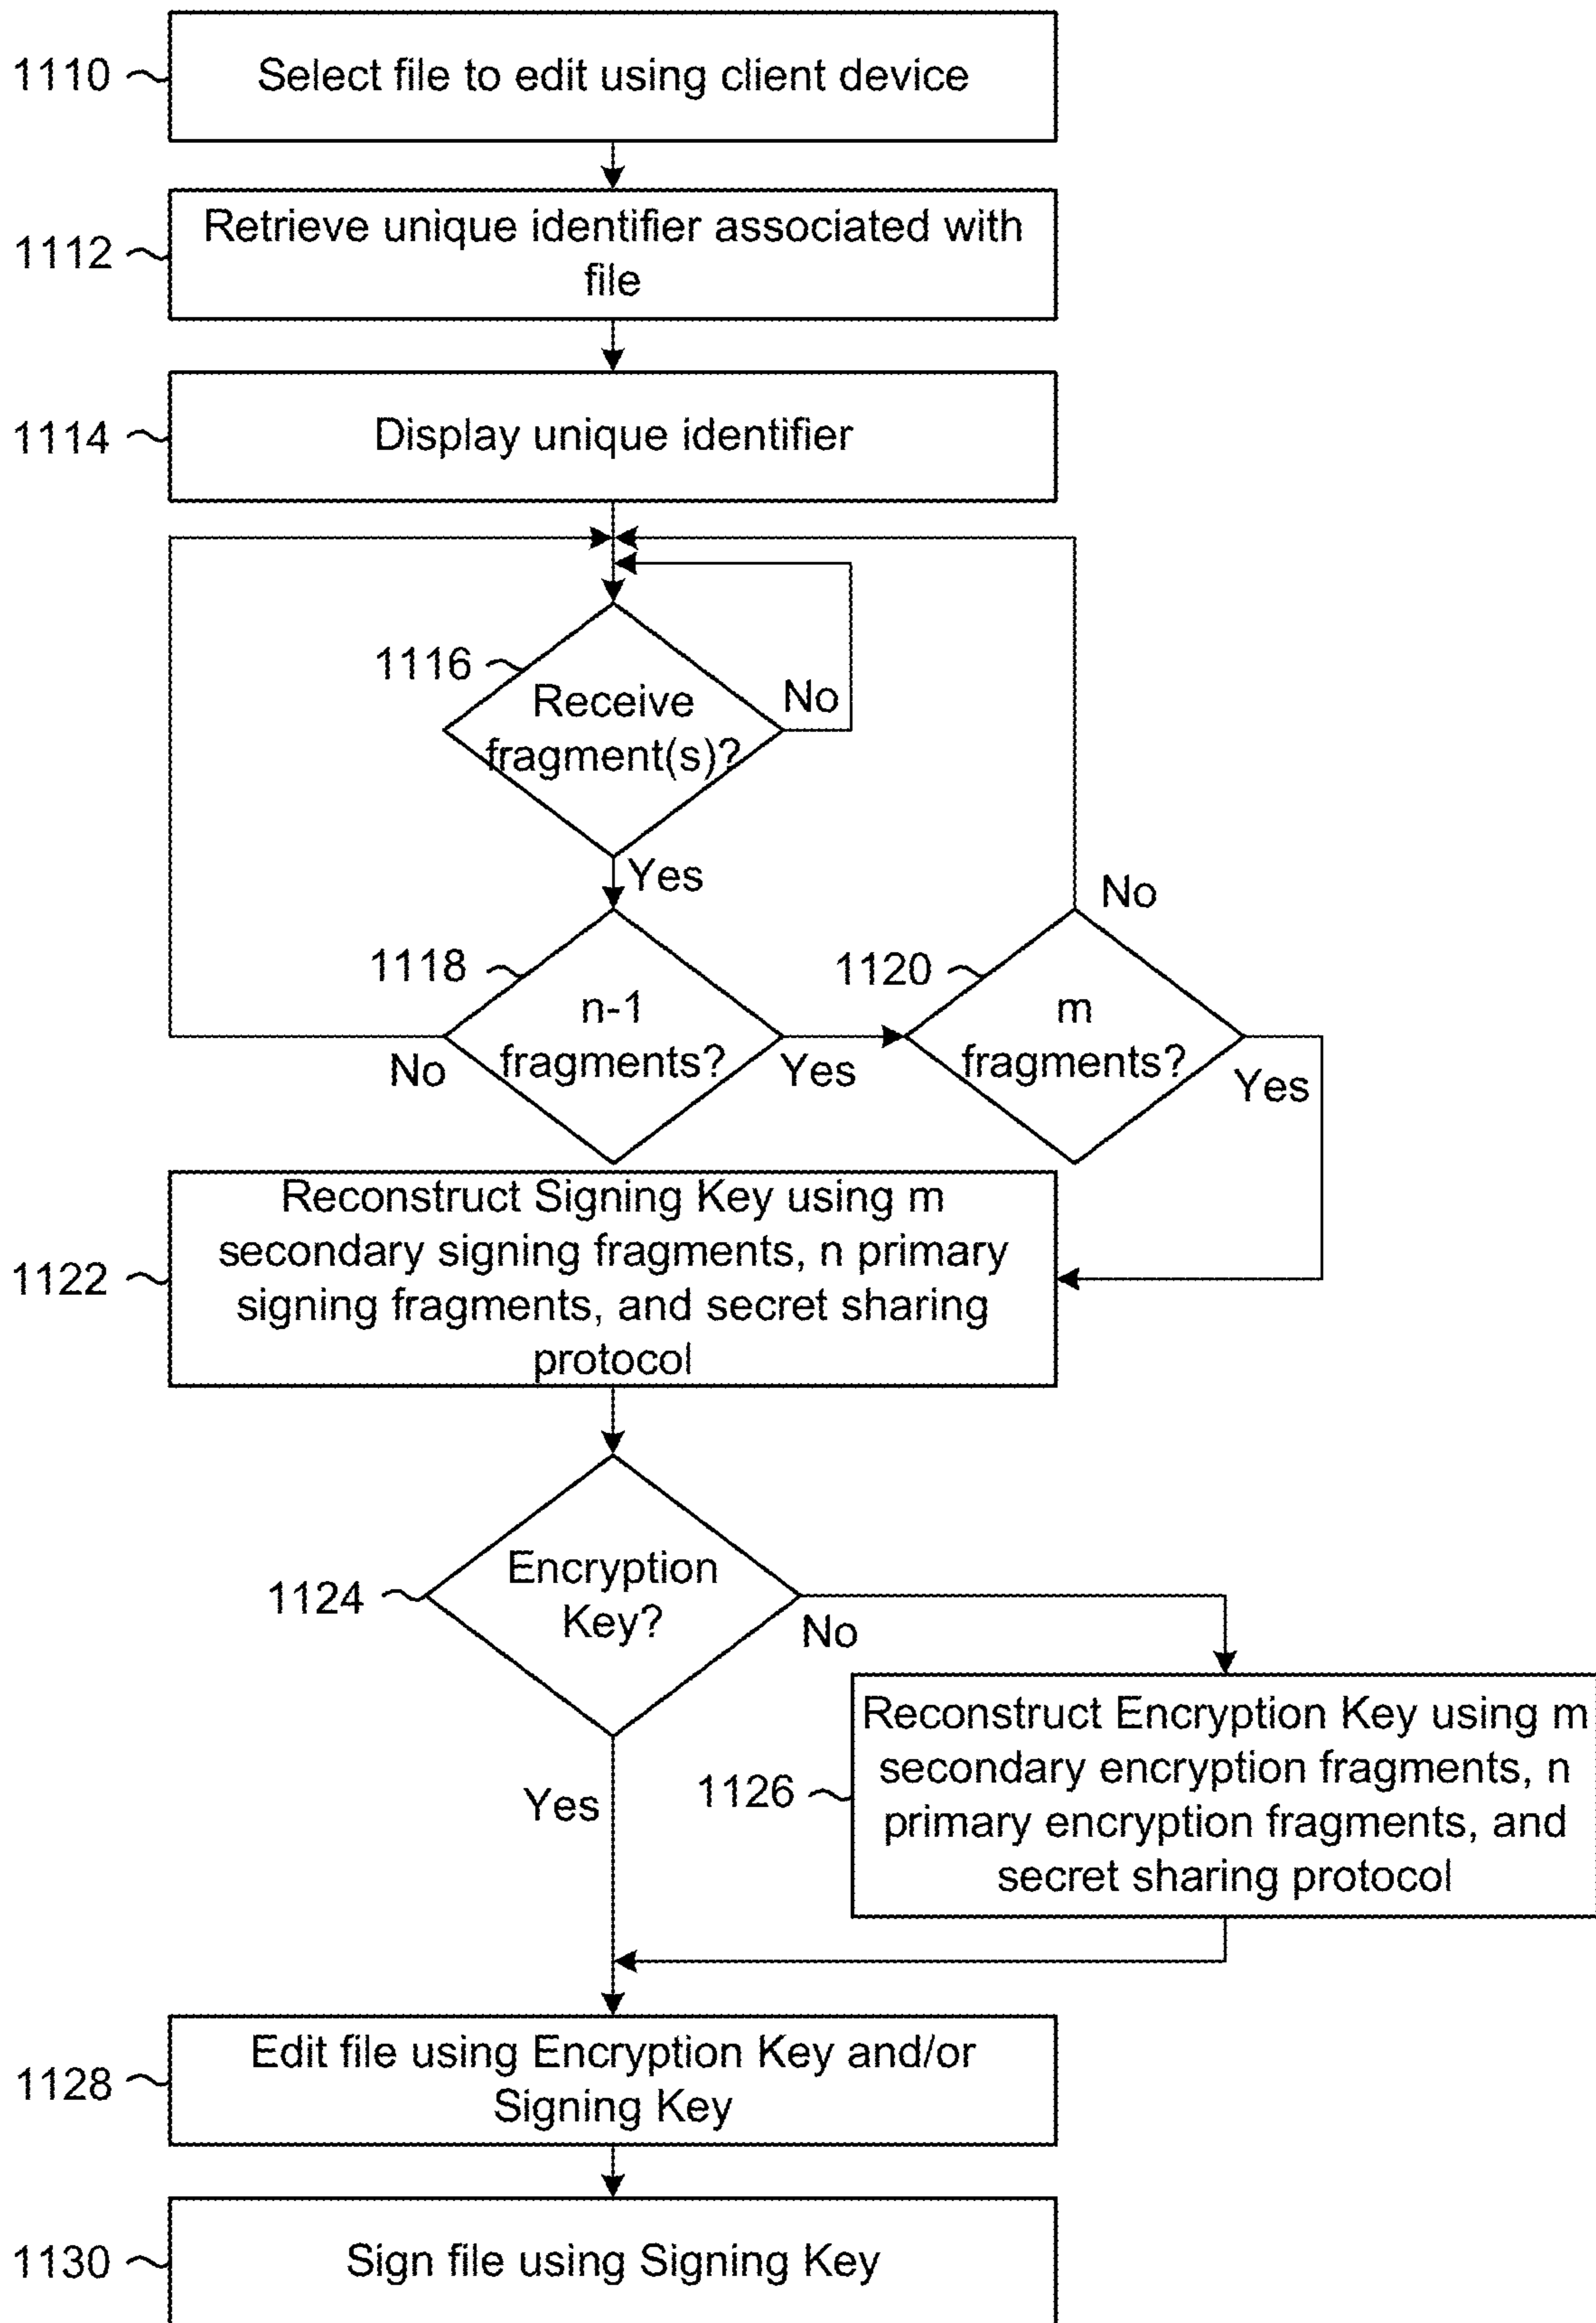 1110
Select file to edit using client device
1112
Retrieve unique identifier associated with
file
1114
Display unique identifier
1116
Receive
fragment(s)?
No
Yes
1118
n-1
fragments?
No
Yes
1120
m
fragments?
No
Yes
1122
Reconstruct Signing Key using m
secondary signing fragments, n primary
signing fragments, and secret sharing
protocol
1124
Encryption
Key?
No
Yes
1126
Reconstruct Encryption Key using m
secondary encryption fragments, n
primary encryption fragments, and
secret sharing protocol
1128
Edit file using Encryption Key and/or
Signing Key
1130
Sign file using Signing Key